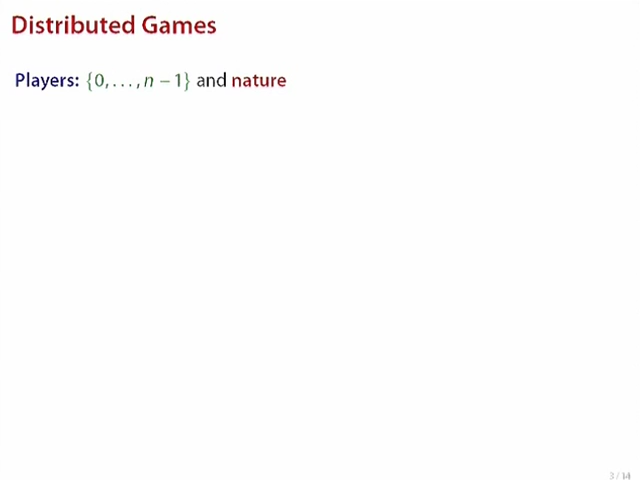 Distributed Games
Players: {0, . . . , n − 1} and nature
3 / 14